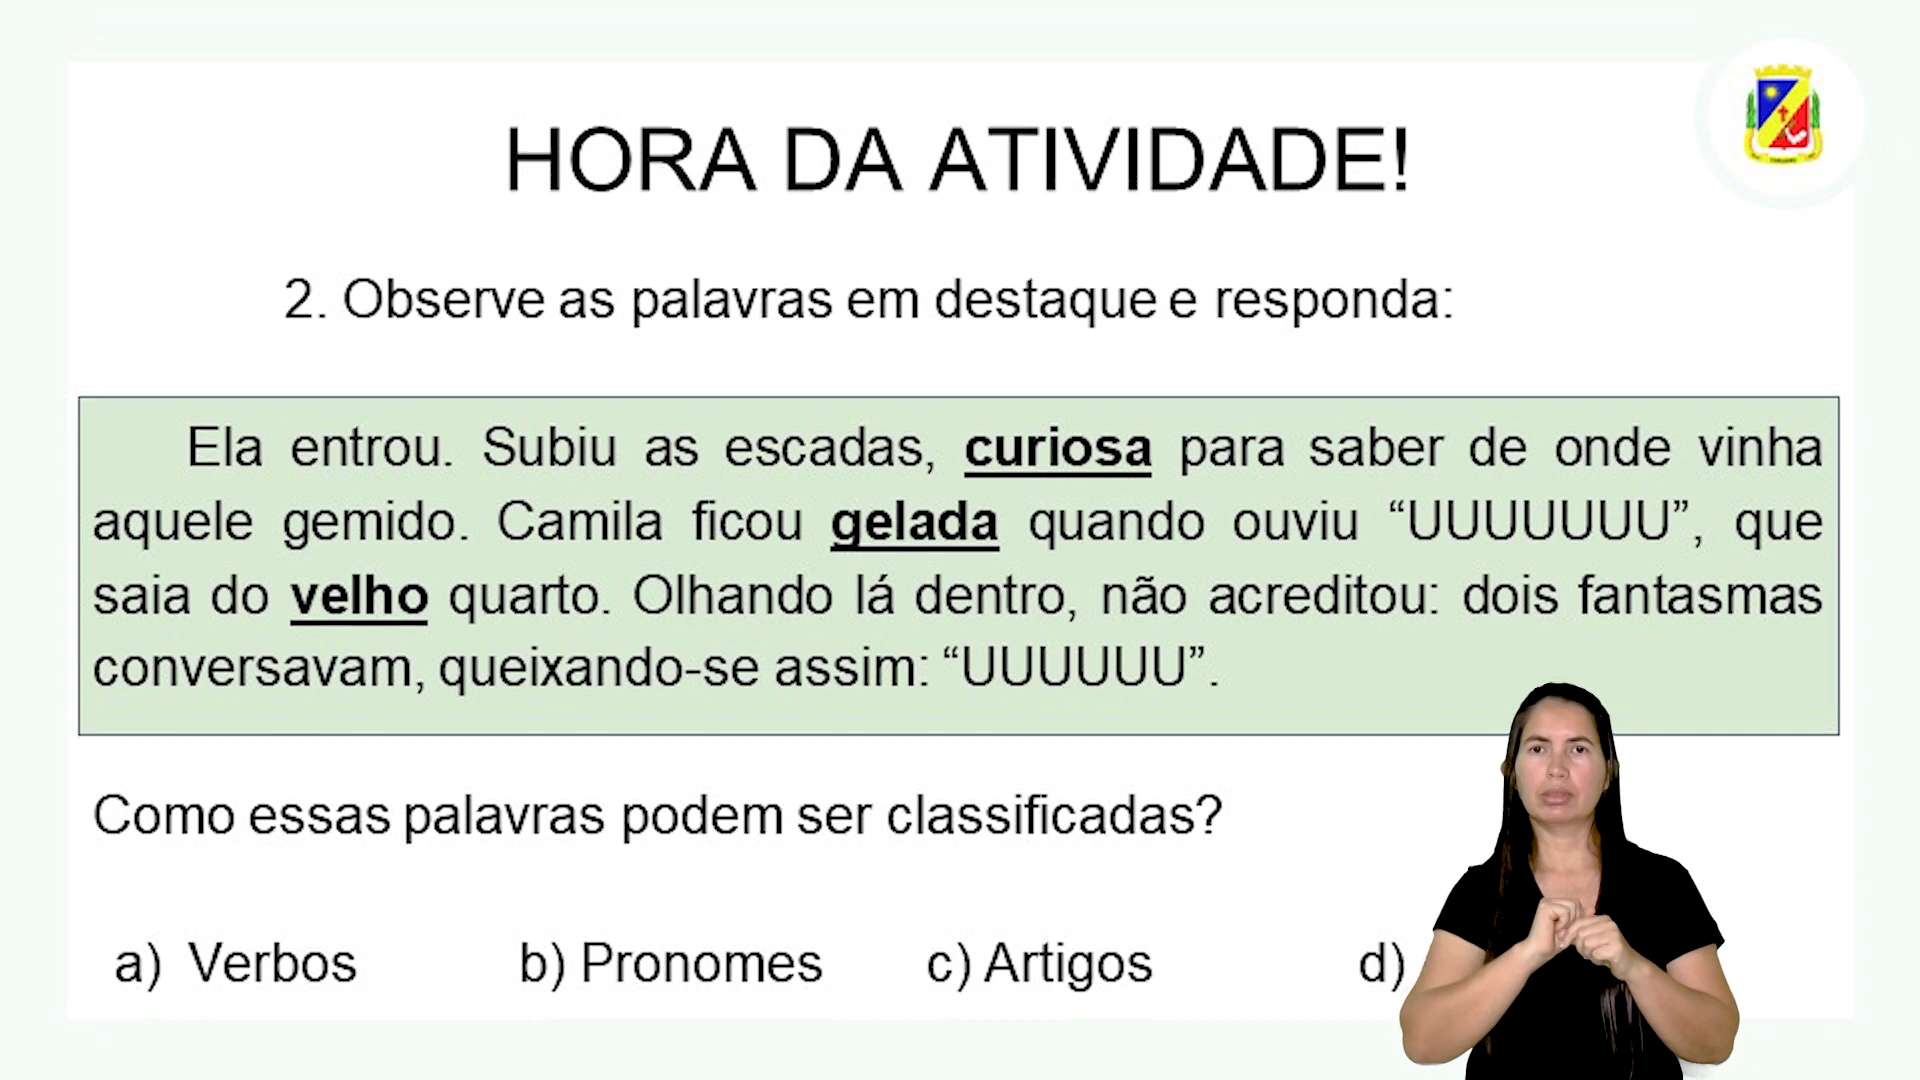 HORA DA ATIVIDADE!
2. Observe as palavras em destaque e responda:
Ela entrou. Subiu as escadas, curiosa para saber de onde vinha
aquele gemido. Camila ficou gelada quando ouviu “UUUUUUU”, que
saia do velho quarto. Olhando lá dentro, não acreditou: dois fantasmas
conversavam, queixando-se assim: “UUUUUU”.
Como essas palavras podem ser classificadas?
a) Verbos b) Pronomes c) Artigos d)